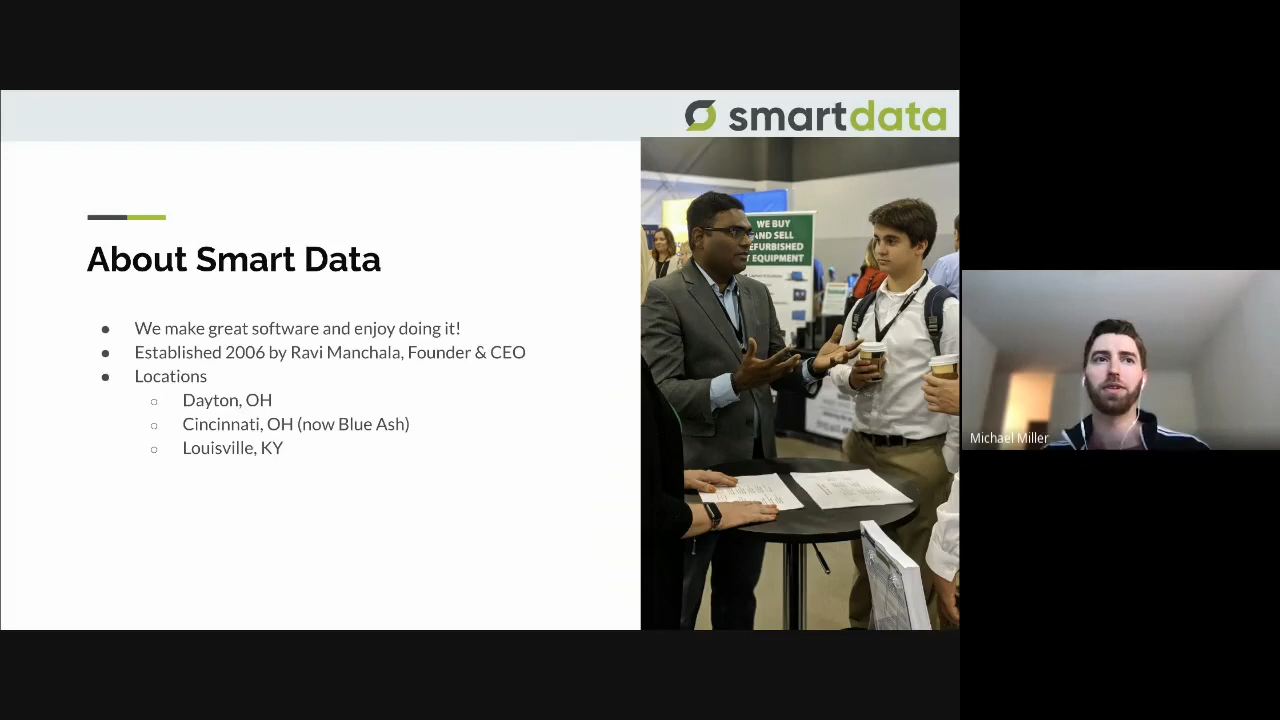 smartdata
About Smart Data
● We make great software and enjoy doing it!
● Established 2006 by Ravi Manchala, Founder & CEO
● Locations
○ Dayton, OH
○ Cincinnati, OH (now Blue Ash)
○ Louisville, KY
WE BUY
AND SELL
EFURBISHED
T EQUIPMENT
Michael Miller